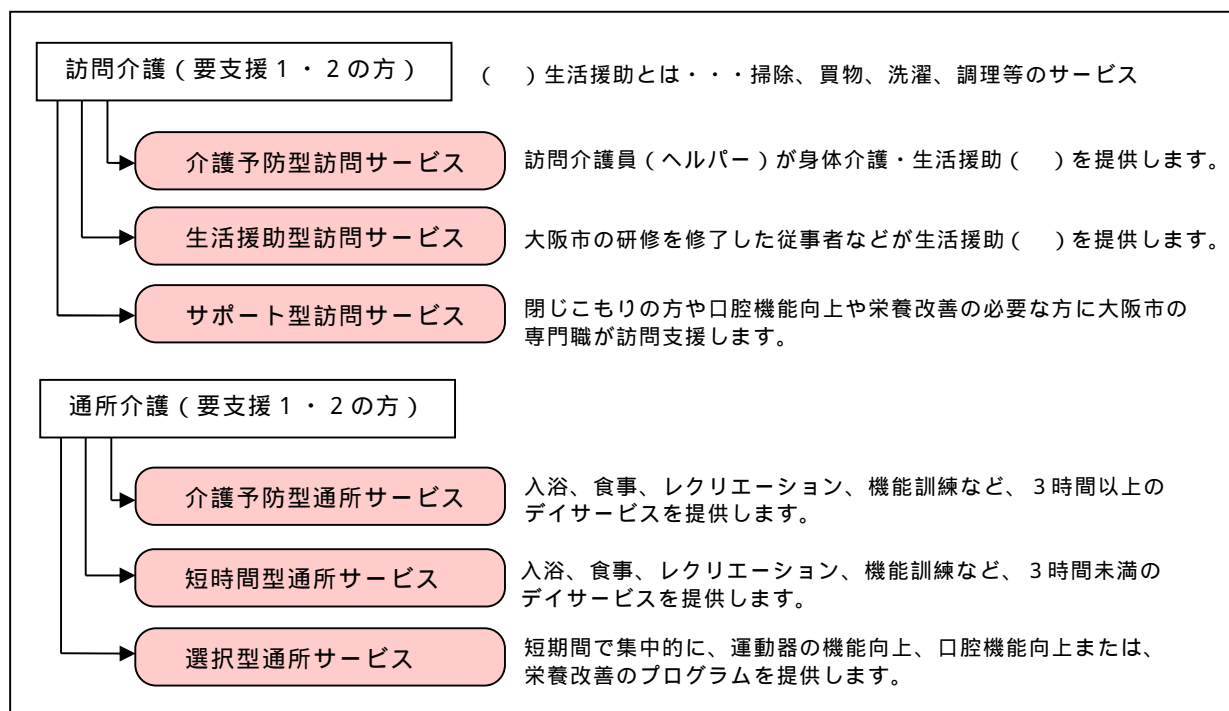 訪問介護（要支援１・２の方）
（　）生活援助とは・・・掃除、買物、洗濯、調理等のサービス
介護予防型訪問サービス
訪問介護員（ヘルパー）が身体介護・生活援助（　）を提供します。
生活援助型訪問サービス
大阪市の研修を修了した従事者などが生活援助（　）を提供します。
サポート型訪問サービス
閉じこもりの方や口腔機能向上や栄養改善の必要な方に大阪市の
専門職が訪問支援します。
通所介護（要支援１・２の方）
介護予防型通所サービス
入浴、食事、レクリエーション、機能訓練など、３時間以上の
デイサービスを提供します。
短時間型通所サービス
入浴、食事、レクリエーション、機能訓練など、３時間未満の
デイサービスを提供します。
選択型通所サービス
短期間で集中的に、運動器の機能向上、口腔機能向上または、
栄養改善のプログラムを提供します。